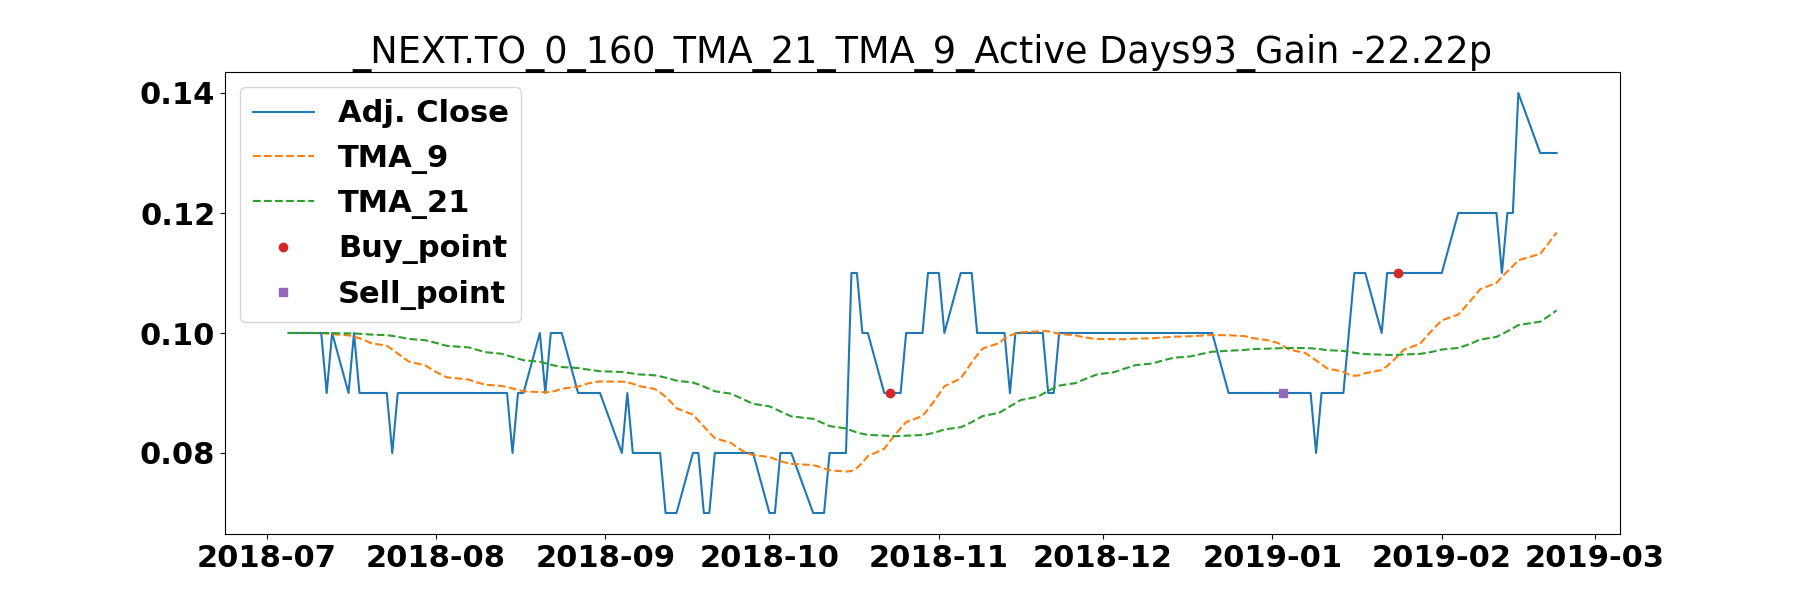 _NEXT.TO_0_160_TMA_21_TMA_9_Active Days93_Gain -22.22p
0.14
0.12
0.10
0.08
Adj. Close
TMA_9
TMA_21
Buy_point
Sell_point
2018-07 2018-08 2018-09 2018-10 2018-11 2018-12 2019-01 2019-02 2019-03